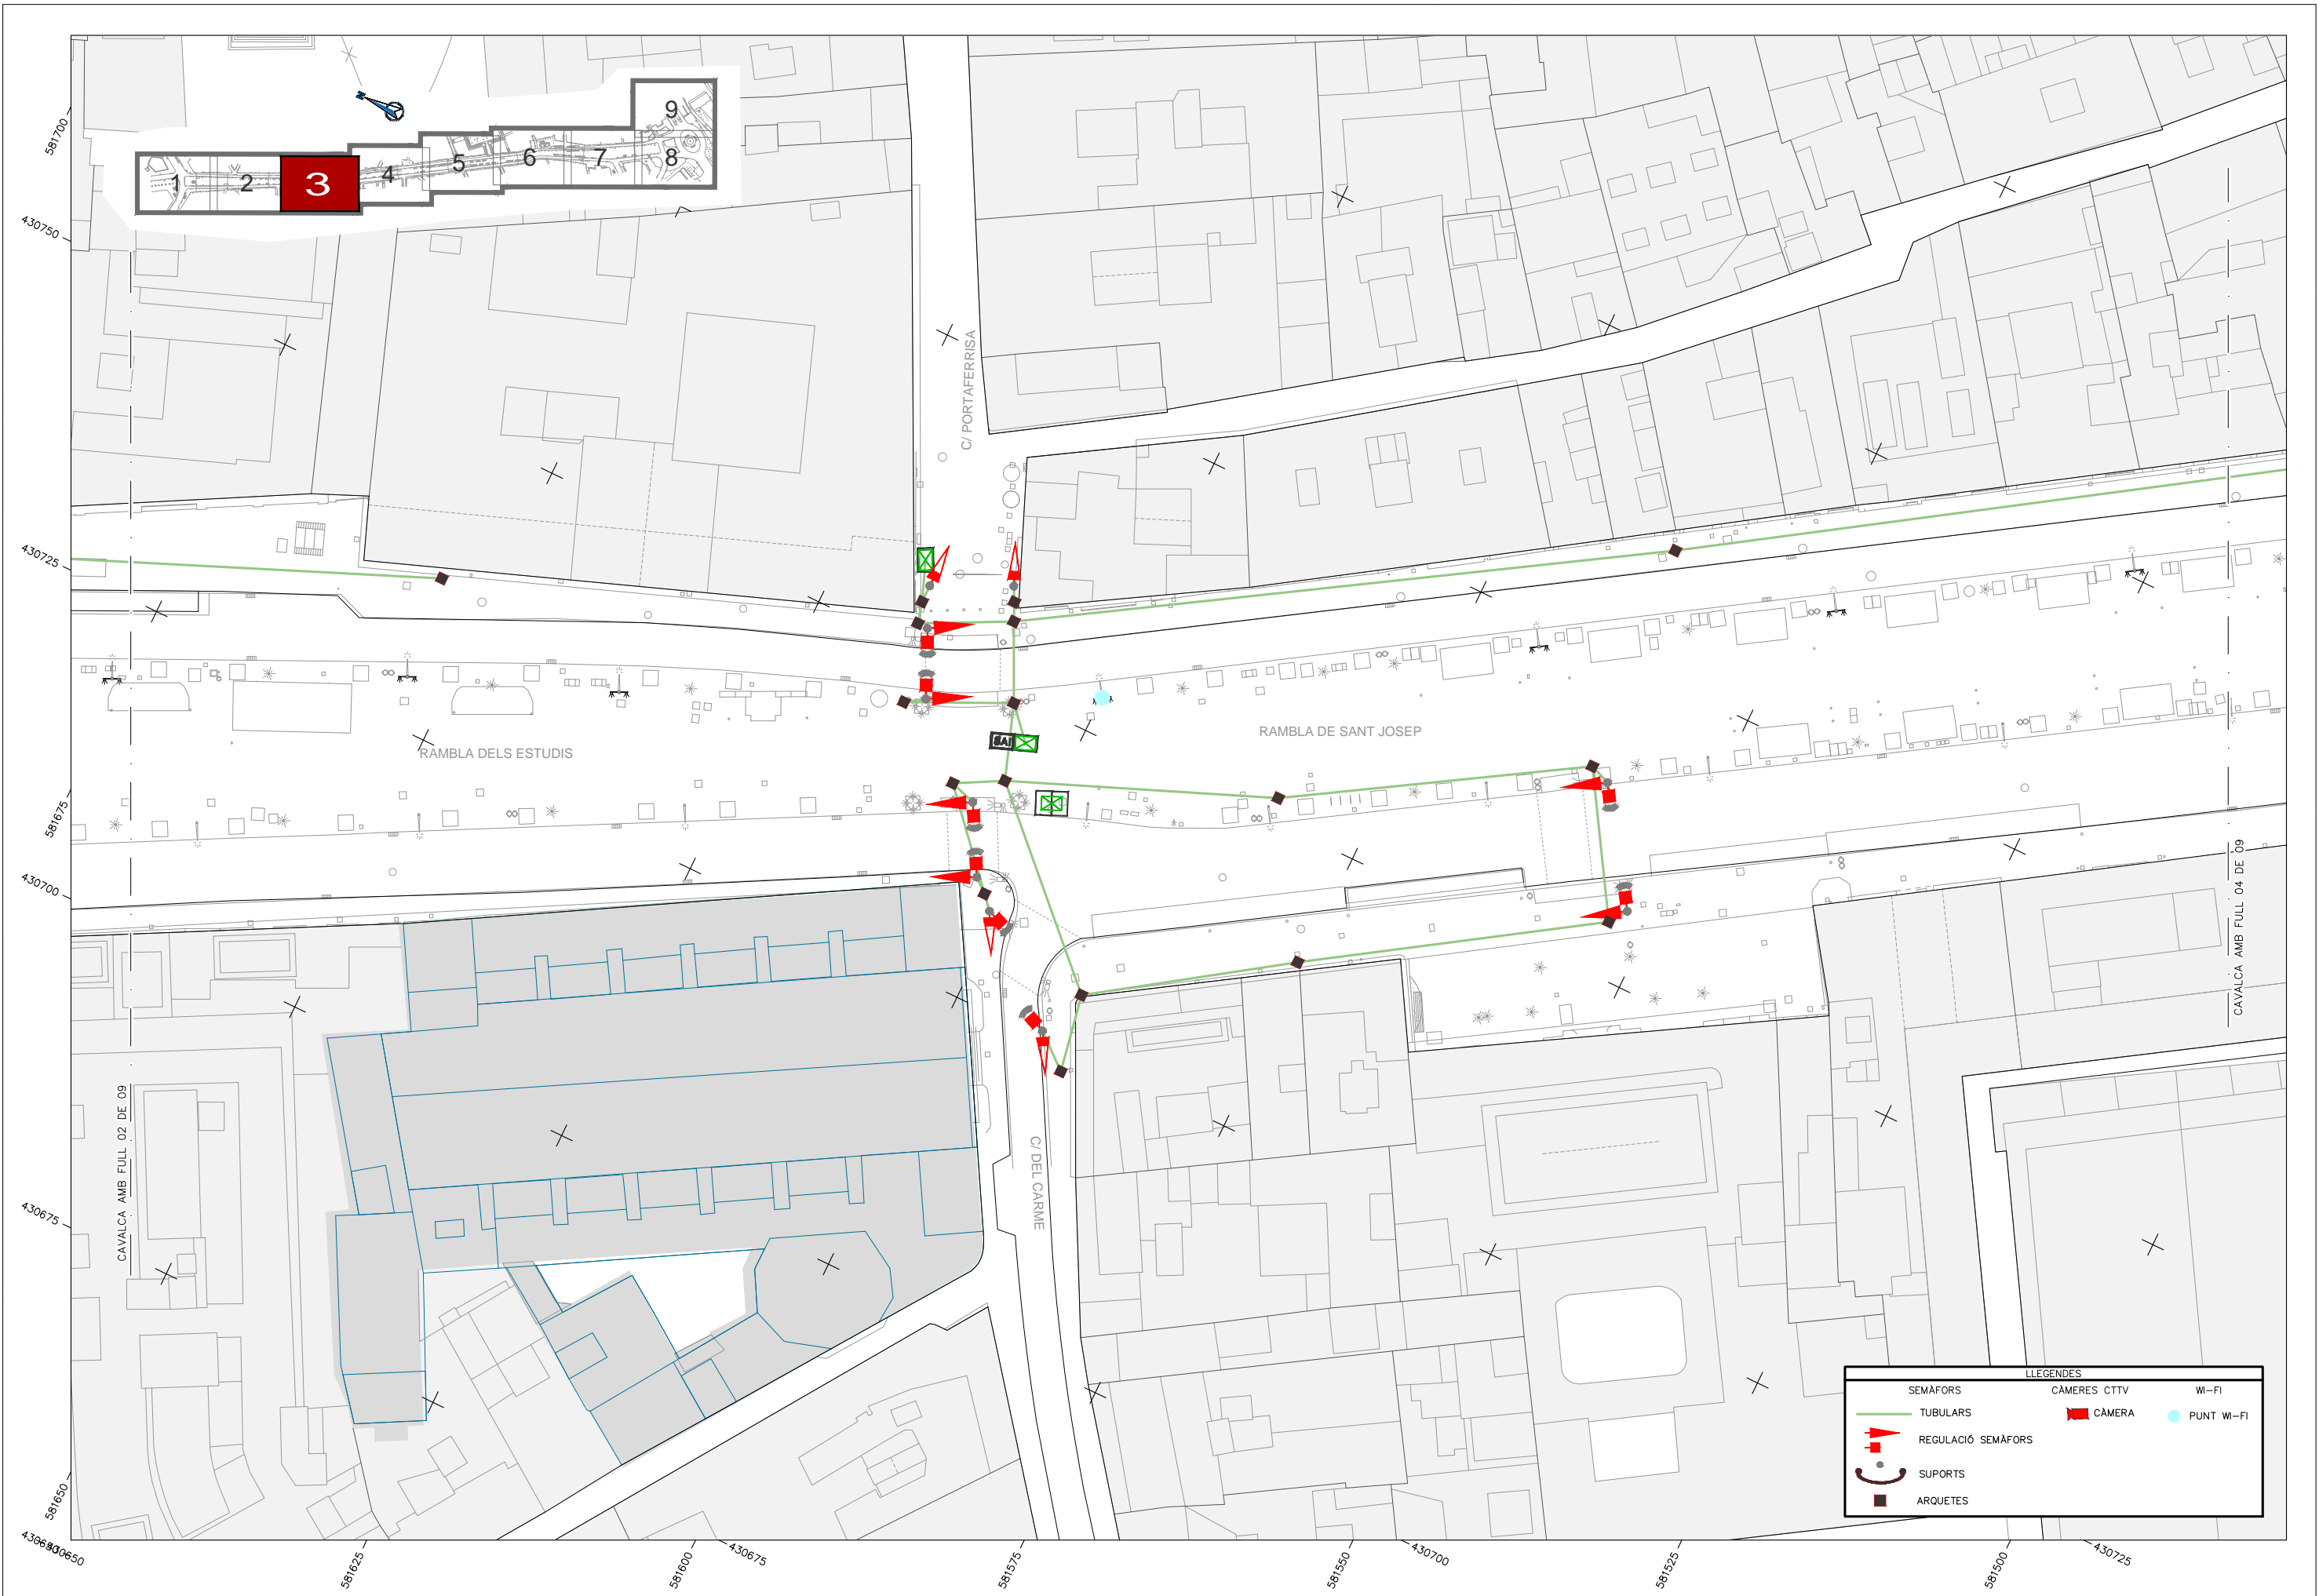 581700
430750
430725
581675
430700
430675
581650
430650
430650
N
1
2
3
4
5
6
7
8
9
C/ PORTAFERRISA
RAMBLA DELS ESTUDIS
RAMBLA DE SANT JOSEP
SAI
C/ DEL CARME
CAVALCA AMB FULL 02 DE 09
CAVALCA AMB FULL 04 DE 09
LLEGENDES
SEMÀFORS
CÀMERES CTTV
WI-FI
TUBULARS
CÀMERA
PUNT WI-FI
REGULACIÓ SEMÀFORS
SUPORTS
ARQUETES
581625
581600
430675
581575
581550
430700
581525
581500
430725